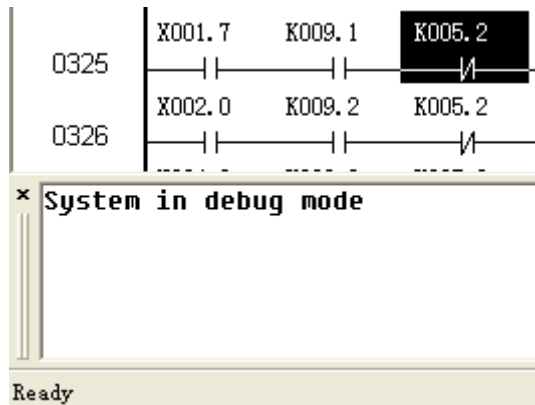 X001.7 K009.1 K005.2
0325
X002.0 K009.2 K005.2
0326
× System in debug mode
Ready